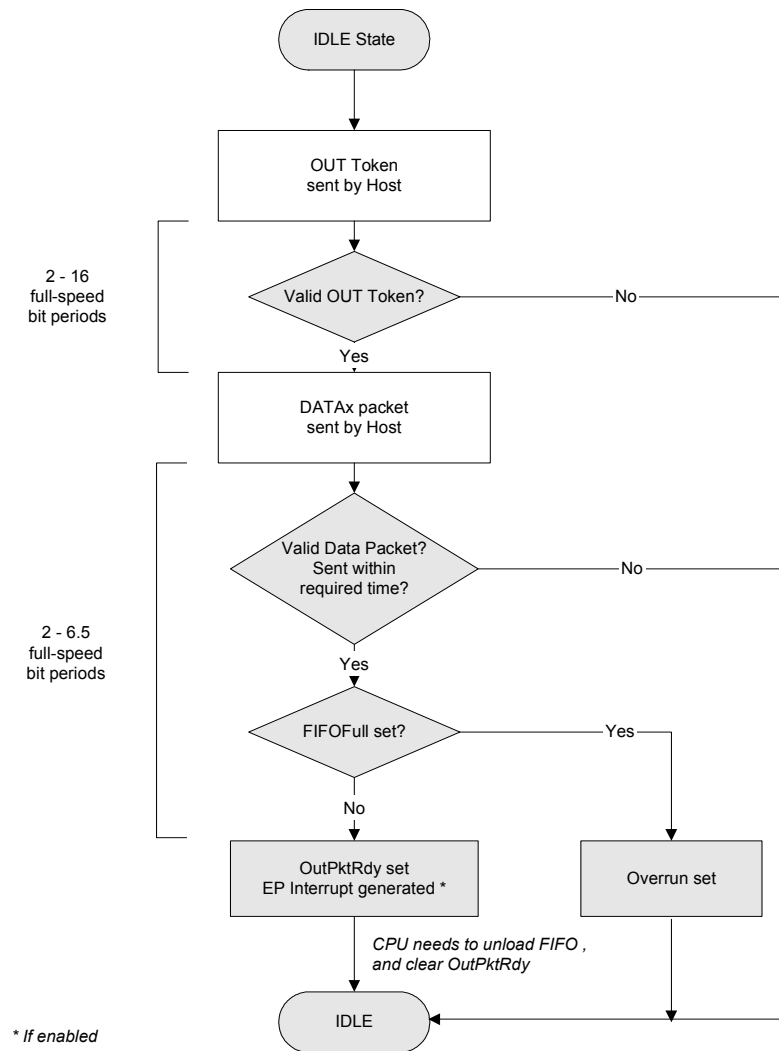 IDLE State
OUT Token
sent by Host
2 - 16
full-speed
bit periods
Valid OUT Token?
No
Yes
DATAx packet
sent by Host
Valid Data Packet?
Sent within
required time?
No
2 - 6.5
full-speed
bit periods
Yes
FIFOFull set?
Yes
No
OutPktRdy set
EP Interrupt generated *
Overrun set
CPU needs to unload FIFO ,
and clear OutPktRdy
IDLE
* If enabled